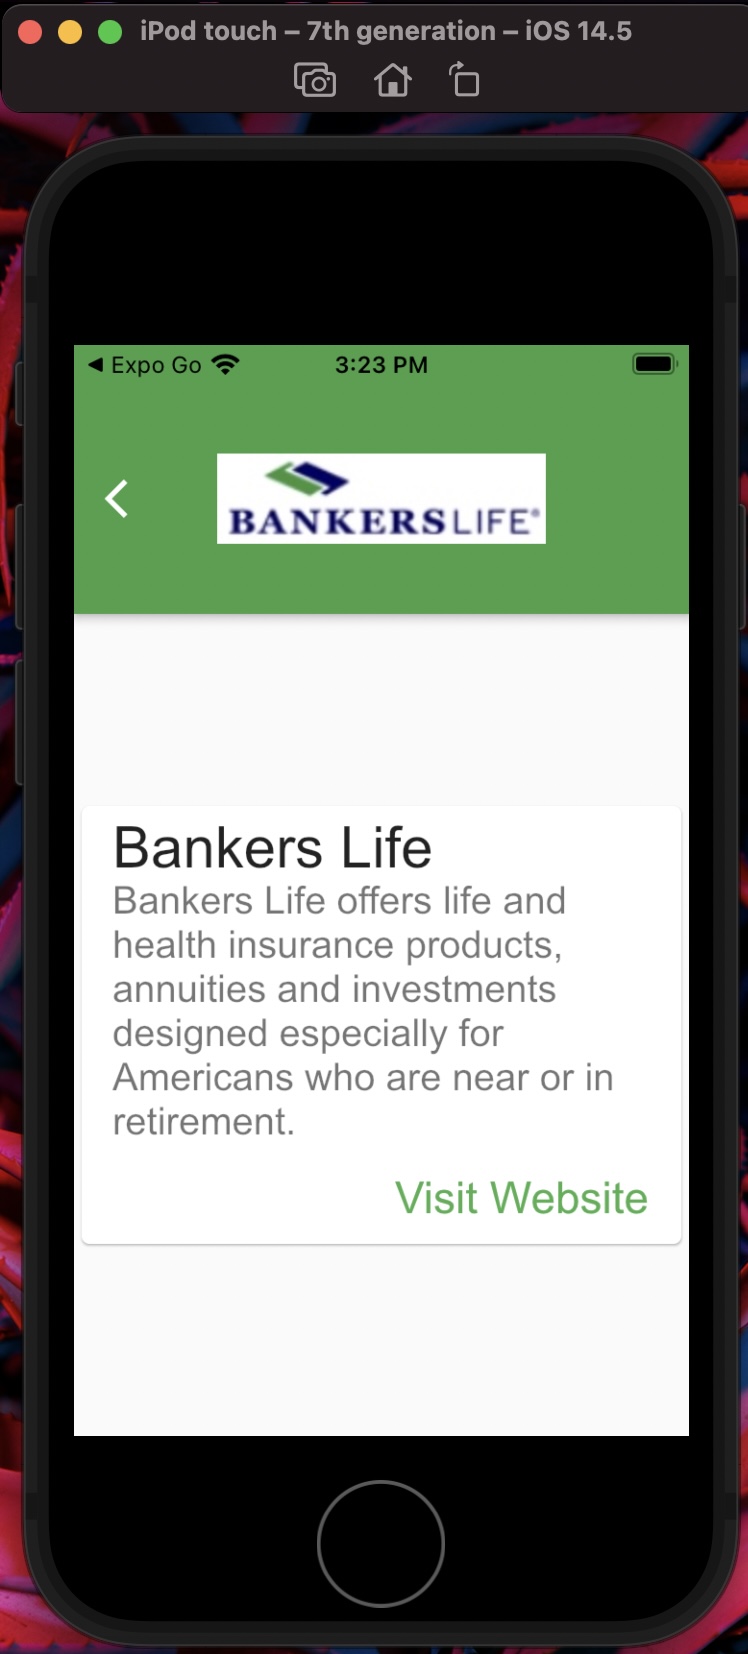 iPod touch – 7th generation – iOS 14.5
Expo Go
3:23 PM
BANKERSLIFE®
Bankers Life
Bankers Life offers life and
health insurance products,
annuities and investments
designed especially for
Americans who are near or in
retirement.
Visit Website